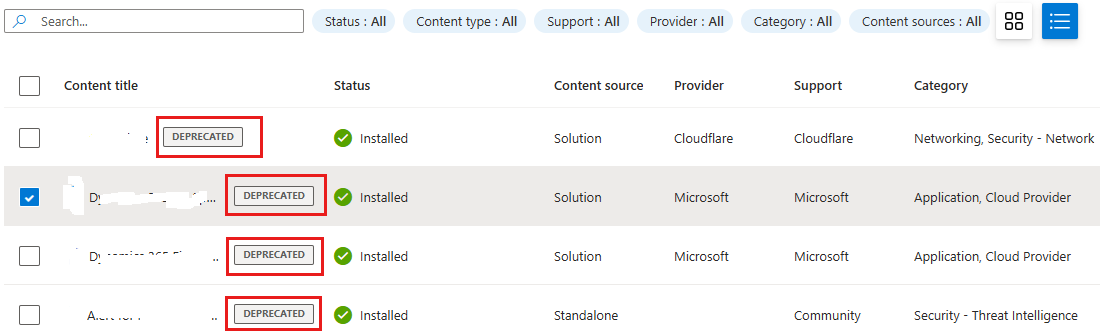 Search...
Status : All
Content type : All
Support : All
Provider : All
Category : All
Content sources : All
Content title Status Content source Provider Support Category
DEPRECATED Installed Solution Cloudflare Cloudflare Networking, Security - Network
DEPRECATED Installed Solution Microsoft Microsoft Application, Cloud Provider
DEPRECATED Installed Solution Microsoft Microsoft Application, Cloud Provider
DEPRECATED Installed Standalone Community Security - Threat Intelligence